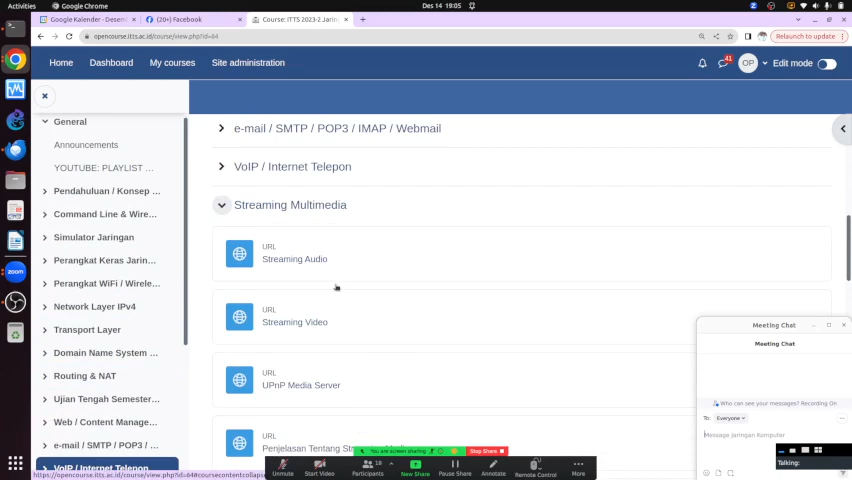 Activities
Google Chrome
Des 14 19:05
Google Kalender - Desem
(20+) Facebook
Course: ITTS 2023-2 Jarin
opencourse.itts.ac.id/course/view.php?id=64
Relaunch to update
Home
Dashboard
My courses
Site administration
41
OP
Edit mode
General
Announcements
YOUTUBE: PLAYLIST ...
Pendahuluan / Konsep ...
Command Line & Wire...
Simulator Jaringan
Perangkat Keras Jarin...
Perangkat WiFi / Wirele...
Network Layer IPv4
Transport Layer
Domain Name System ...
Routing & NAT
Ujian Tengah Semester...
Web / Content Manage...
e-mail / SMTP / POP3 / ...
VoIP / Internet Telepon
e-mail / SMTP / POP3 / IMAP / Webmail
VoIP / Internet Telepon
Streaming Multimedia
URL
Streaming Audio
URL
Streaming Video
URL
UPnP Media Server
URL
Penjelasan Tentang
Meeting Chat
Meeting Chat
Who can see your messages? Recording On
To: Everyone
Message Jaringan Komputer
Talking:
You are screen sharing
Stop Share
Unmute
Start Video
Participants
18
New Share
Pause Share
Annotate
Remote Control
More
zoom
https://opencourse.itts.ac.id/course/view.php?id=64#coursecontentcollaps